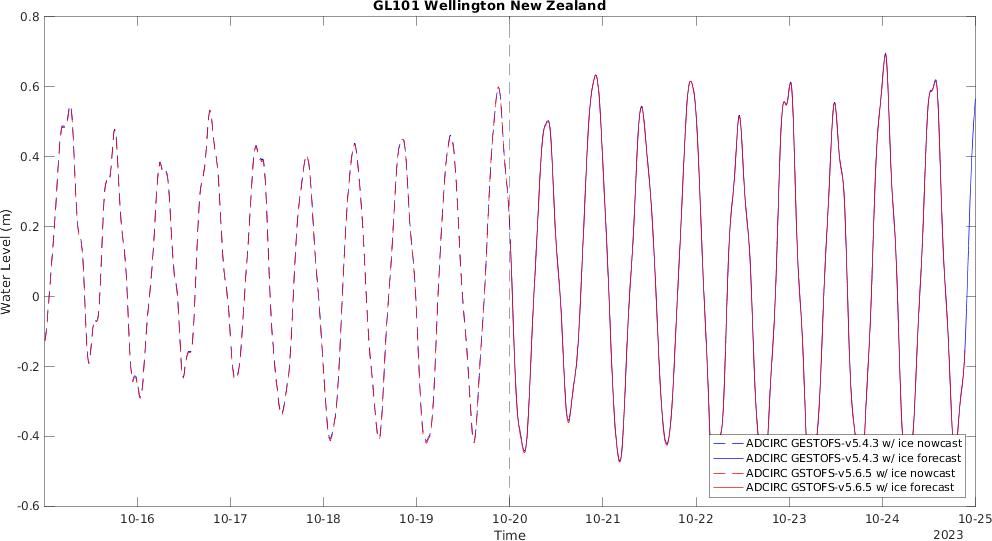 GL101 Wellington New Zealand
0.8
0.6
0.4
0.2
0
-0.2
-0.4
-0.6
Water Level (m)
10-16
10-17
10-18
10-19
10-20
10-21
10-22
10-23
10-24
10-25
Time
2023
ADCIRC GESTOFS-v5.4.3 w/ ice nowcast
ADCIRC GESTOFS-v5.4.3 w/ ice forecast
ADCIRC GSTOFS-v5.6.5 w/ ice nowcast
ADCIRC GSTOFS-v5.6.5 w/ ice forecast